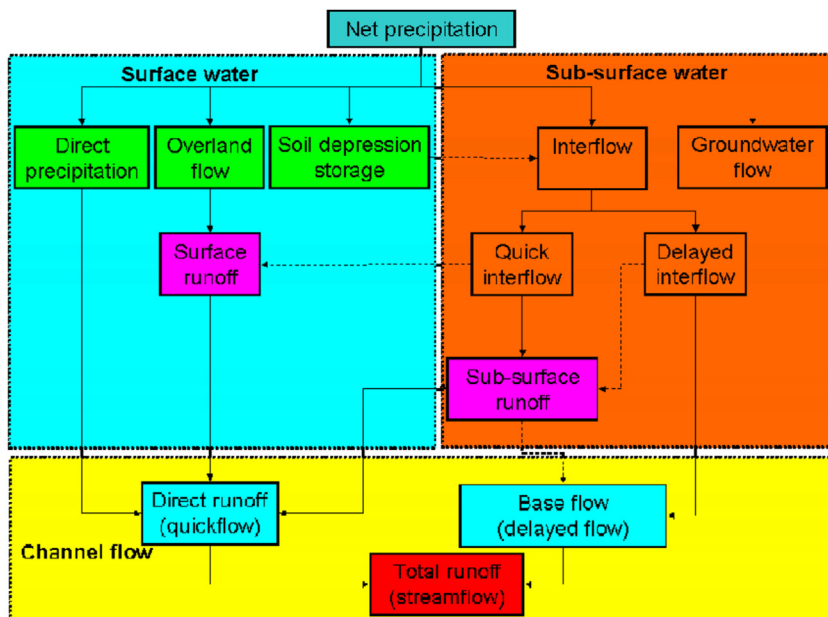 Net precipitation
Surface water
Sub-surface water
Direct
precipitation
Overland
flow
Soil depression
storage
Interflow
Groundwater
flow
Surface
runoff
Quick
interflow
Delayed
interflow
Sub-surface
runoff
Direct runoff
(quickflow)
Base flow
(delayed flow)
Channel flow
Total runoff
(streamflow)